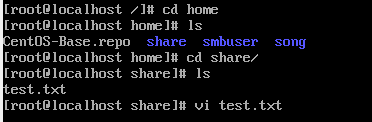 [root@localhost /]# cd home
[root@localhost home]# ls
CentOS-Base.repo  share  smbuser  song
[root@localhost home]# cd share/
[root@localhost share]# ls
test.txt
[root@localhost share]# vi test.txt